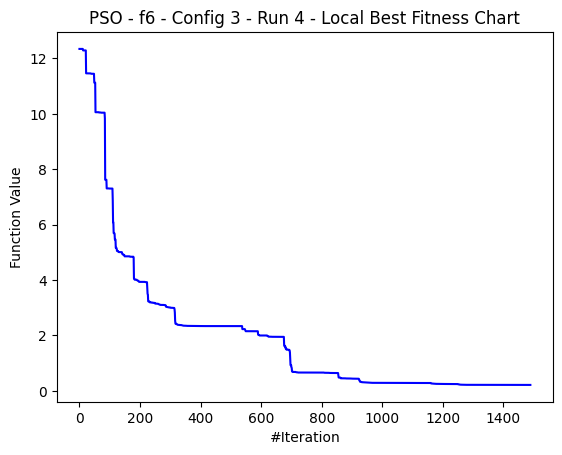 PSO - f6 - Config 3 - Run 4 - Local Best Fitness Chart
Function Value
12
10
8
6
4
2
0
0 200 400 600 800 1000 1200 1400
#Iteration